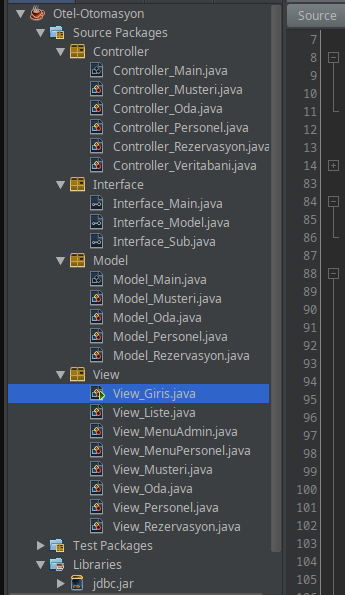 Otel-Otomasyon
Source Packages
Controller
Controller_Main.java
Controller_Musteri.java
Controller_Oda.java
Controller_Personel.java
Controller_Rezervasyon.java
Controller_Veritabani.java
Interface
Interface_Main.java
Interface_Model.java
Interface_Sub.java
Model
Model_Main.java
Model_Musteri.java
Model_Oda.java
Model_Personel.java
Model_Rezervasyon.java
View
View_Giris.java
View_Liste.java
View_MenuAdmin.java
View_MenuPersonel.java
View_Musteri.java
View_Oda.java
View_Personel.java
View_Rezervasyon.java
Test Packages
Libraries
jdbc.jar
Source
7
8
9
10
11
12
13
14
83
84
85
86
87
88
89
90
91
92
93
94
95
96
97
98
99
100
101
102
103
104
105
106